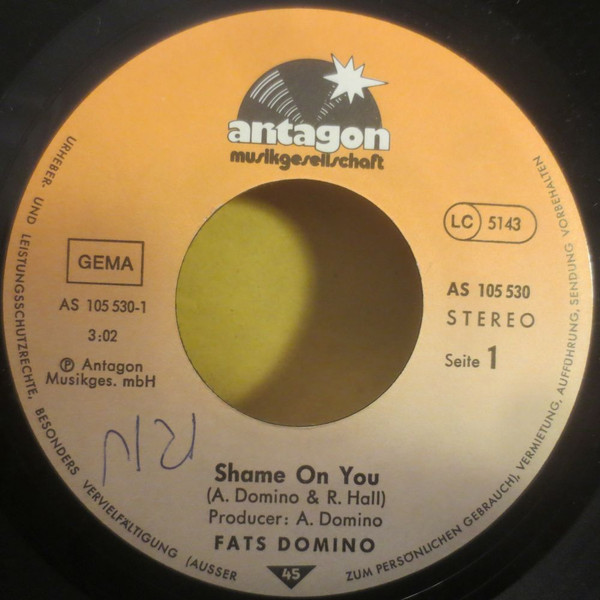 antagon
musikgesellschaft
GEMA
AS 105 530-1
3:02
Ⓟ Antagon
Musikges. mbH
LC 5143
AS 105 530
STEREO
Seite 1
Shame On You
(A. Domino & R. Hall)
Producer: A. Domino
FATS DOMINO
45
URHEBER- UND LEISTUNGSSCHUTZRECHTE, BESONDERS VERVIELFALTIGUNG (AUSSER ZUM PERSÖNLICHEN GEBRAUCH), VERMIETUNG, AUFFÜHRUNG, SENDUNG VORBEHALTEN